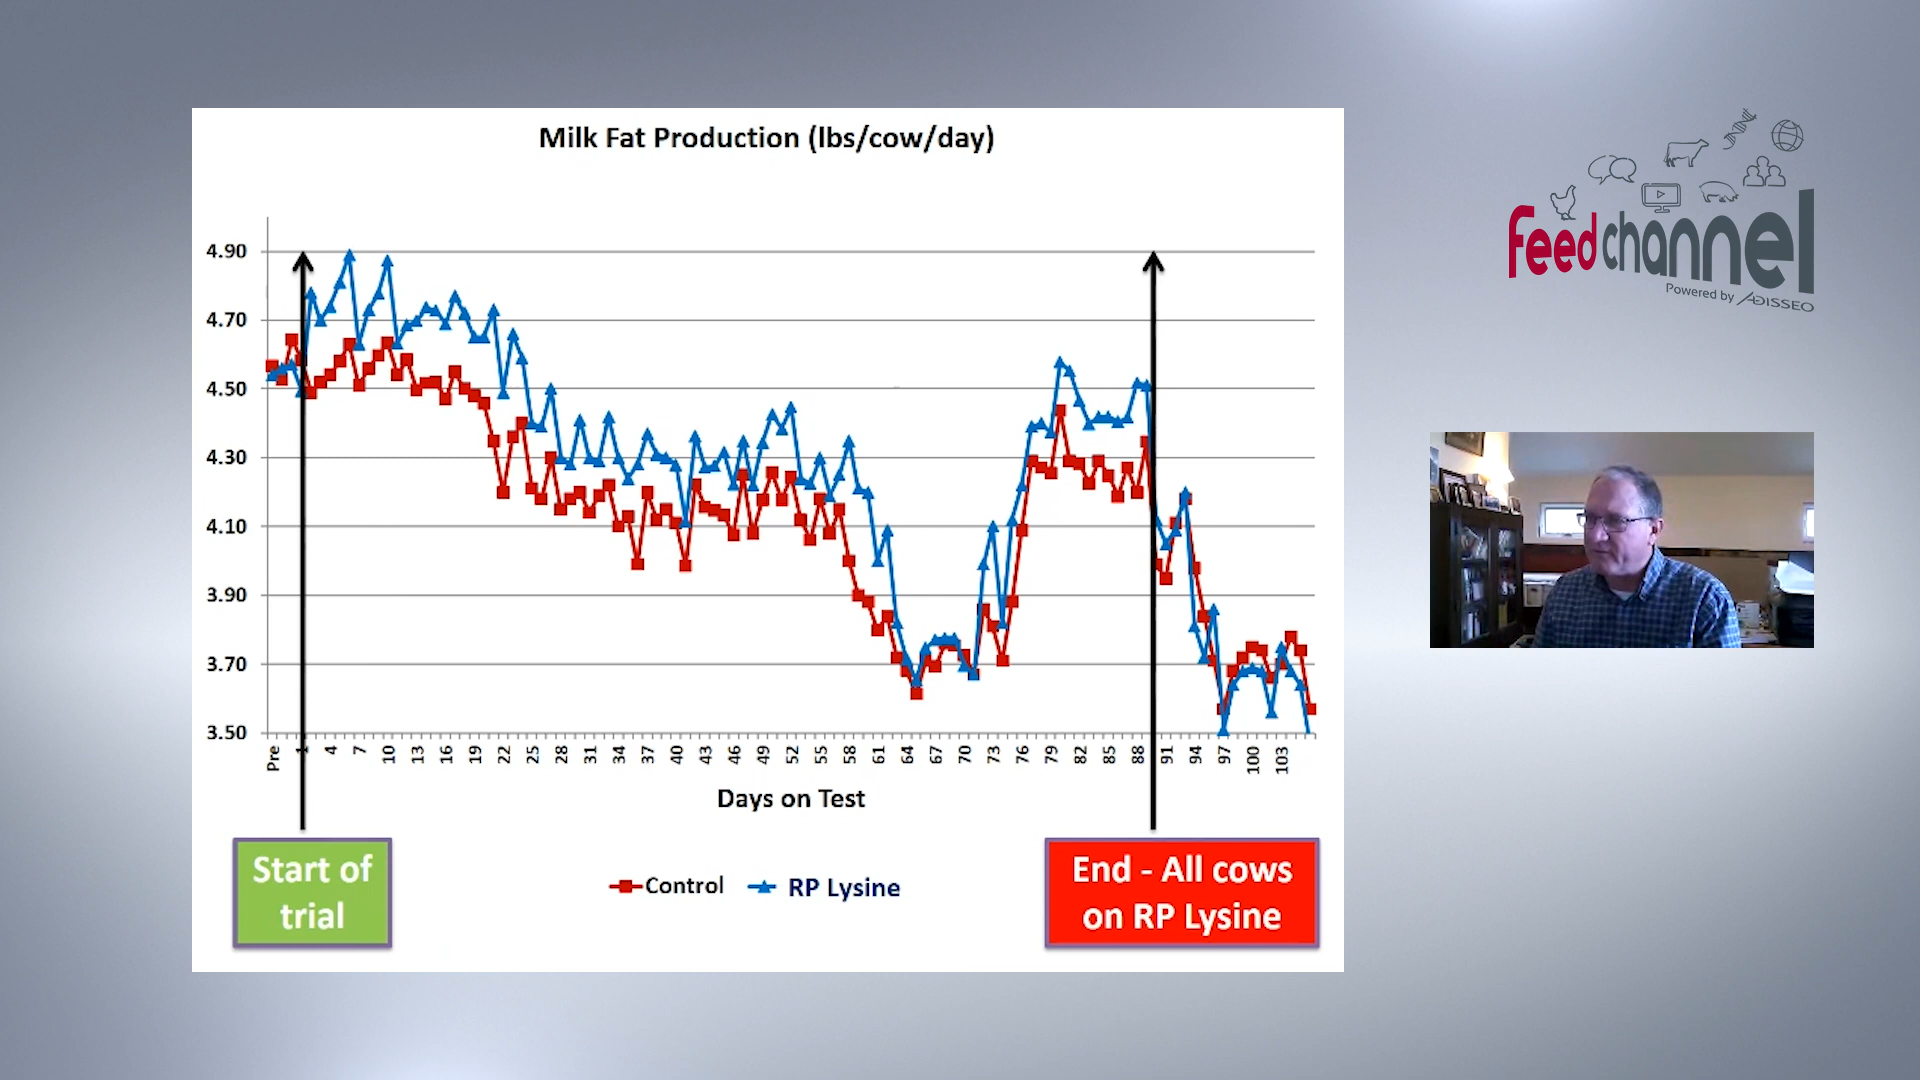 Milk Fat Production (lbs/cow/day)
4.90
4.70
4.50
4.30
4.10
3.90
3.70
3.50
Pre 1 4 7 10 13 16 19 22 25 28 31 34 37 40 43 46 49 52 55 58 61 64 67 70 73 76 79 82 85 88 91 94 97 100 103
Days on Test
Start of
trial
Control RP Lysine
End - All cows
on RP Lysine
feedchannel
Powered by ADISSEO